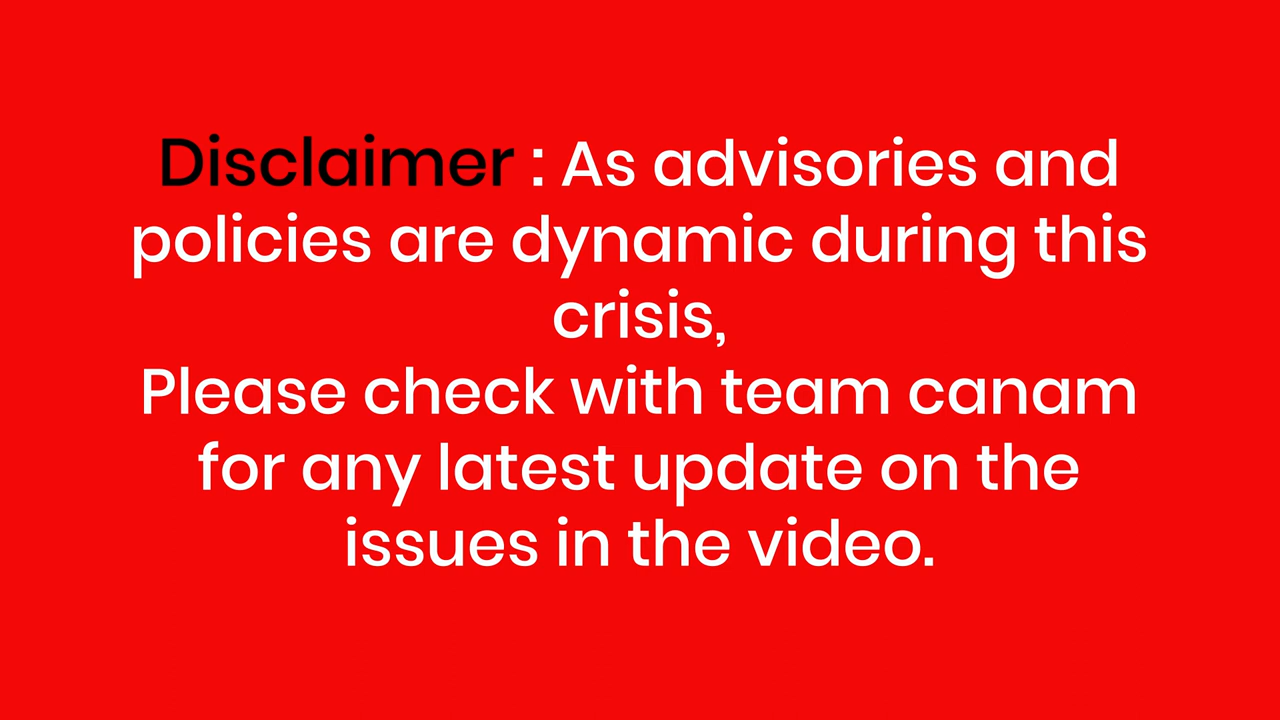 Disclaimer : As advisories and
policies are dynamic during this
crisis,
Please check with team canam
for any latest update on the
issues in the video.